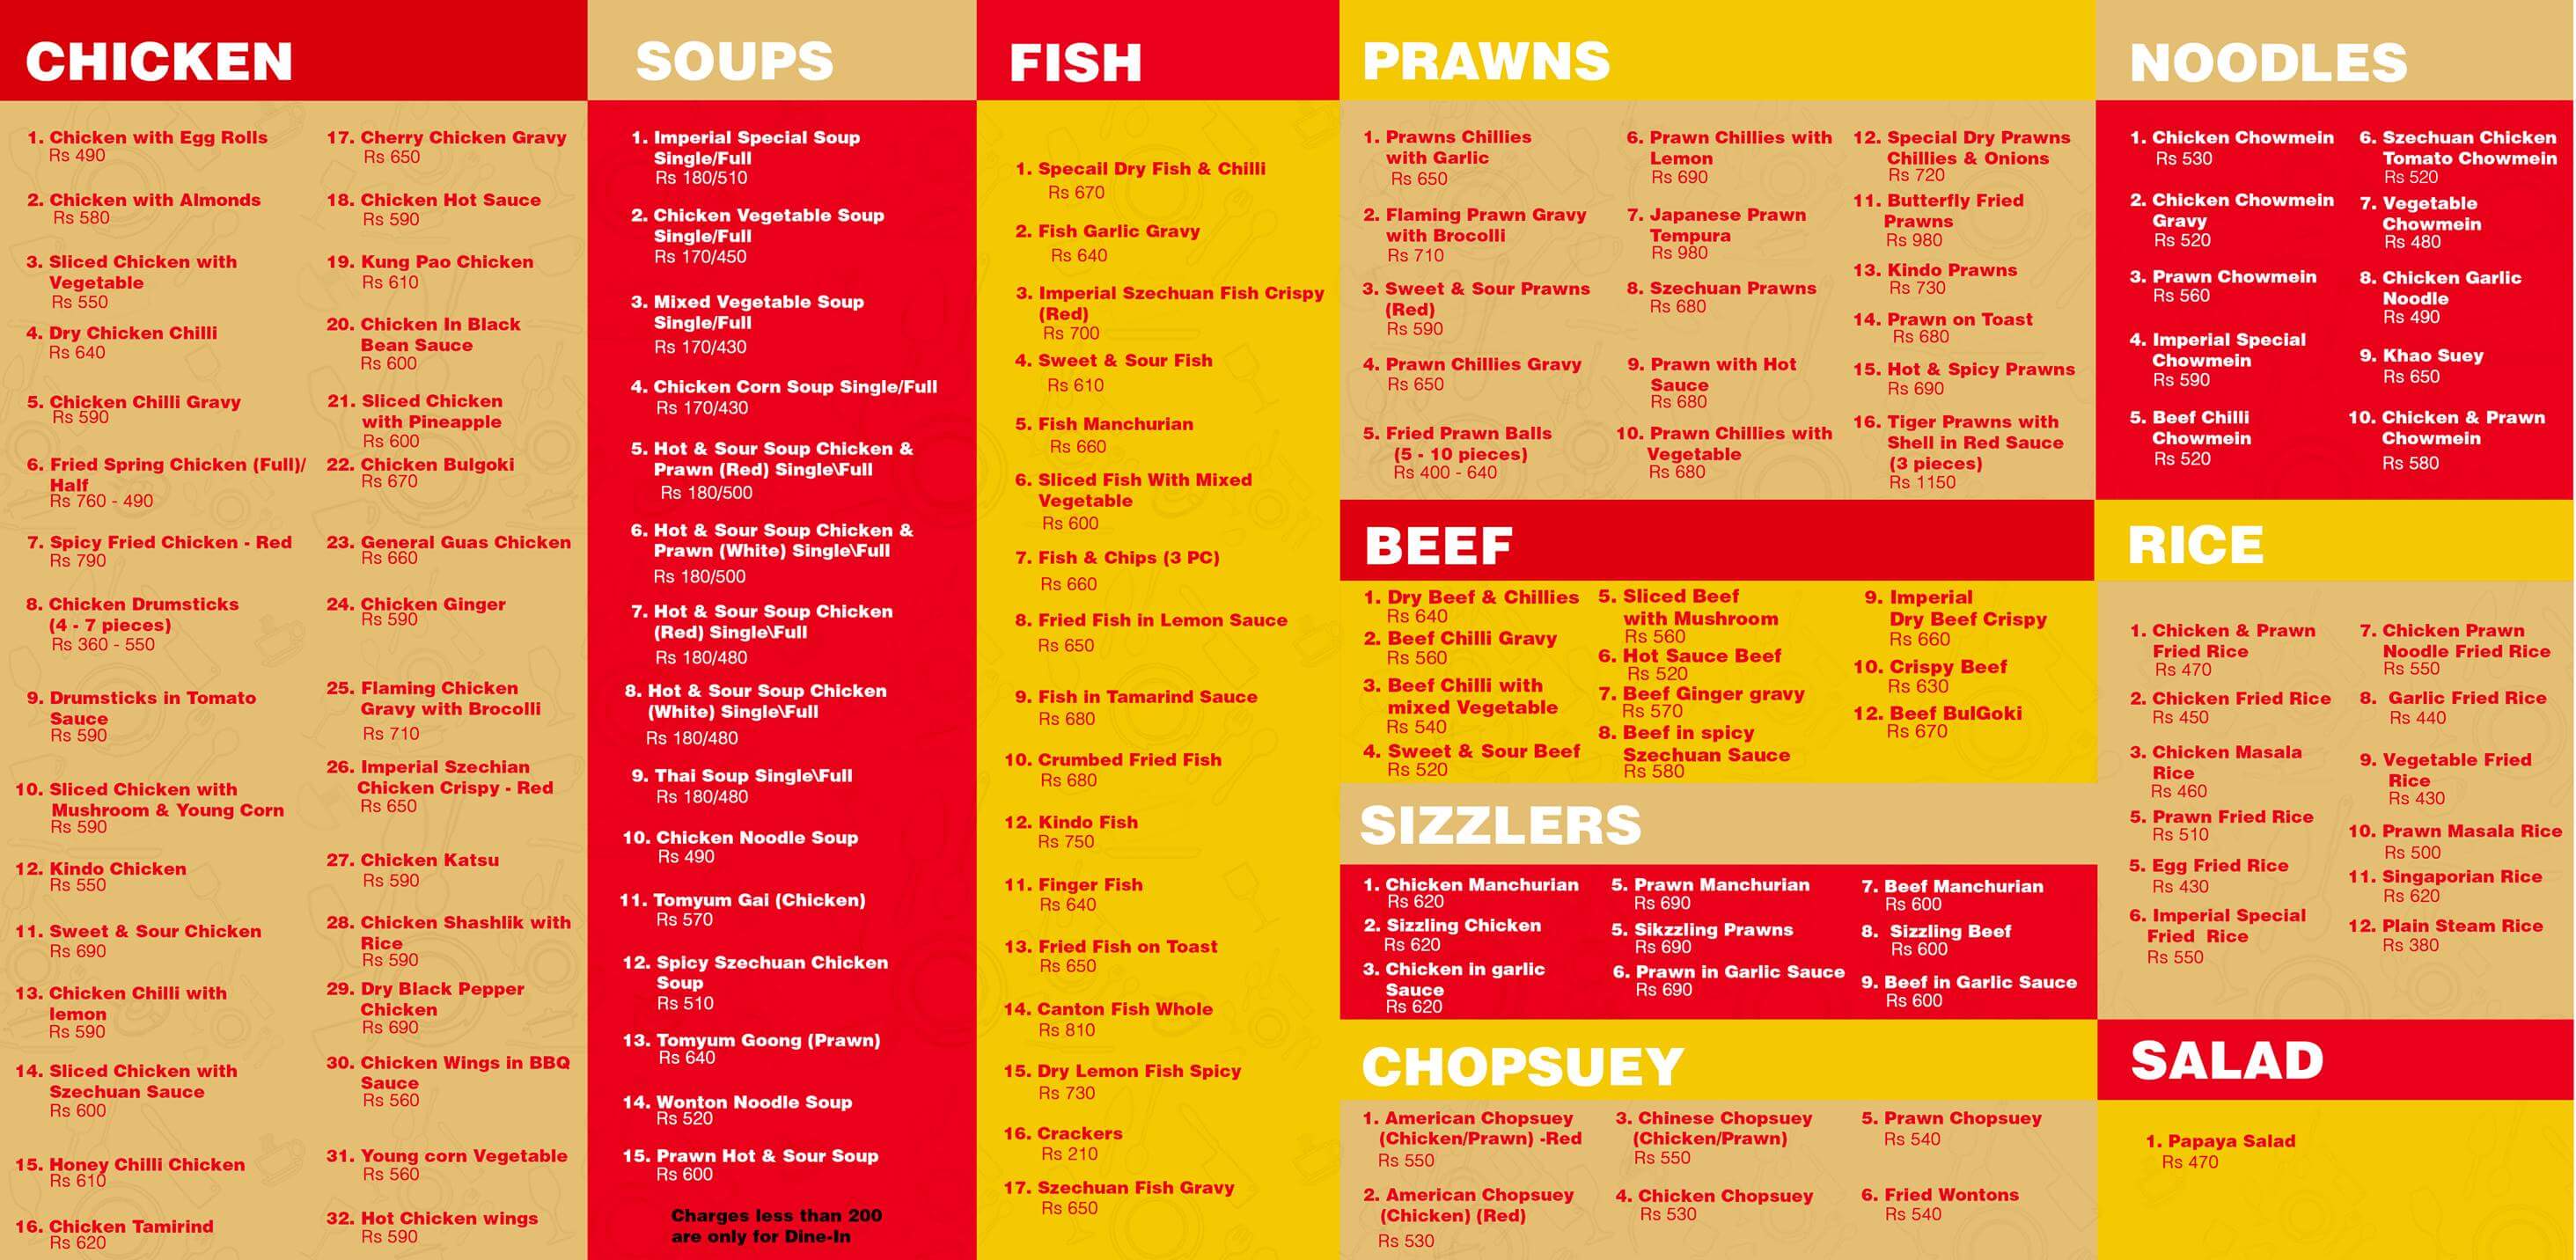 CHICKEN
1. Chicken with Egg Rolls
Rs 490
2. Chicken with Almonds
Rs 580
3. Sliced Chicken with
Vegetable
Rs 550
4. Dry Chicken Chilli
Rs 640
5. Chicken Chilli Gravy
Rs 590
6. Fried Spring Chicken (Full)/
Half
Rs 760 - 490
7. Spicy Fried Chicken - Red
Rs 790
8. Chicken Drumsticks
(4 - 7 pieces)
Rs 360 - 550
9. Drumsticks in Tomato
Sauce
Rs 590
10. Sliced Chicken with
Mushroom & Young Corn
Rs 590
12. Kindo Chicken
Rs 550
11. Sweet & Sour Chicken
Rs 690
13. Chicken Chilli with
lemon
Rs 590
14. Sliced Chicken with
Szechuan Sauce
Rs 600
15. Honey Chilli Chicken
Rs 610
16. Chicken Tamirind
Rs 620
17. Cherry Chicken Gravy
Rs 650
18. Chicken Hot Sauce
Rs 590
19. Kung Pao Chicken
Rs 610
20. Chicken In Black
Bean Sauce
Rs 600
21. Sliced Chicken
with Pineapple
Rs 600
22. Chicken Bulgoki
Rs 670
23. General Guas Chicken
Rs 660
24. Chicken Ginger
Rs 590
25. Flaming Chicken
Gravy with Brocolli
Rs 710
26. Imperial Szechian
Chicken Crispy - Red
Rs 650
27. Chicken Katsu
Rs 590
28. Chicken Shashlik with
Rice
Rs 590
29. Dry Black Pepper
Chicken
Rs 690
30. Chicken Wings in BBQ
Sauce
Rs 560
31. Young corn Vegetable
Rs 560
32. Hot Chicken wings
Rs 590
SOUPS
1. Imperial Special Soup
Single/Full
Rs 180/510
2. Chicken Vegetable Soup
Single/Full
Rs 170/450
3. Mixed Vegetable Soup
Single/Full
Rs 170/430
4. Chicken Corn Soup Single/Full
Rs 170/430
5. Hot & Sour Soup Chicken &
Prawn (Red) Single\Full
Rs 180/500
6. Hot & Sour Soup Chicken &
Prawn (White) Single\Full
Rs 180/500
7. Hot & Sour Soup Chicken
(Red) Single\Full
Rs 180/480
8. Hot & Sour Soup Chicken
(White) Single\Full
Rs 180/480
9. Thai Soup Single\Full
Rs 180/480
10. Chicken Noodle Soup
Rs 490
11. Tomyum Gai (Chicken)
Rs 570
12. Spicy Szechuan Chicken
Soup
Rs 510
13. Tomyum Goong (Prawn)
Rs 640
14. Wonton Noodle Soup
Rs 520
15. Prawn Hot & Sour Soup
Rs 600
Charges less than 200
are only for Dine-In
FISH
1. Specail Dry Fish & Chilli
Rs 670
2. Fish Garlic Gravy
Rs 640
3. Imperial Szechuan Fish Crispy
(Red)
Rs 700
4. Sweet & Sour Fish
Rs 610
5. Fish Manchurian
Rs 660
6. Sliced Fish With Mixed
Vegetable
Rs 600
7. Fish & Chips (3 PC)
Rs 660
8. Fried Fish in Lemon Sauce
Rs 650
9. Fish in Tamarind Sauce
Rs 680
10. Crumbed Fried Fish
Rs 680
12. Kindo Fish
Rs 750
11. Finger Fish
Rs 640
13. Fried Fish on Toast
Rs 650
14. Canton Fish Whole
Rs 810
15. Dry Lemon Fish Spicy
Rs 730
16. Crackers
Rs 210
17. Szechuan Fish Gravy
Rs 650
PRAWNS
1. Prawns Chillies
with Garlic
Rs 650
2. Flaming Prawn Gravy
with Brocolli
Rs 710
3. Sweet & Sour Prawns
(Red)
Rs 590
4. Prawn Chillies Gravy
Rs 650
5. Fried Prawn Balls
(5 - 10 pieces)
Rs 400 - 640
6. Prawn Chillies with
Lemon
Rs 690
7. Japanese Prawn
Tempura
Rs 980
8. Szechuan Prawns
Rs 680
9. Prawn with Hot
Sauce
Rs 680
10. Prawn Chillies with
Vegetable
Rs 680
12. Special Dry Prawns
Chillies & Onions
Rs 720
11. Butterfly Fried
Prawns
Rs 980
13. Kindo Prawns
Rs 730
14. Prawn on Toast
Rs 680
15. Hot & Spicy Prawns
Rs 690
16. Tiger Prawns with
Shell in Red Sauce
(3 pieces)
Rs 1150
BEEF
1. Dry Beef & Chillies
Rs 640
2. Beef Chilli Gravy
Rs 560
3. Beef Chilli with
mixed Vegetable
Rs 540
4. Sweet & Sour Beef
Rs 520
5. Sliced Beef
with Mushroom
Rs 560
6. Hot Sauce Beef
Rs 520
7. Beef Ginger gravy
Rs 570
8. Beef in spicy
Szechuan Sauce
Rs 580
9. Imperial
Dry Beef Crispy
Rs 660
10. Crispy Beef
Rs 630
12. Beef BulGoki
Rs 670
SIZZLERS
1. Chicken Manchurian
Rs 620
2. Sizzling Chicken
Rs 620
3. Chicken in garlic
Sauce
Rs 620
5. Prawn Manchurian
Rs 690
5. Sikzzling Prawns
Rs 690
6. Prawn in Garlic Sauce
Rs 690
7. Beef Manchurian
Rs 600
8. Sizzling Beef
Rs 600
9. Beef in Garlic Sauce
Rs 600
CHOPSUEY
1. American Chopsuey
(Chicken/Prawn) -Red
Rs 550
2. American Chopsuey
(Chicken) (Red)
Rs 530
3. Chinese Chopsuey
(Chicken/Prawn)
Rs 550
4. Chicken Chopsuey
Rs 530
5. Prawn Chopsuey
Rs 540
6. Fried Wontons
Rs 540
NOODLES
1. Chicken Chowmein
Rs 530
2. Chicken Chowmein
Gravy
Rs 520
3. Prawn Chowmein
Rs 560
4. Imperial Special
Chowmein
Rs 590
5. Beef Chilli
Chowmein
Rs 520
6. Szechuan Chicken
Tomato Chowmein
Rs 520
7. Vegetable
Chowmein
Rs 480
8. Chicken Garlic
Noodle
Rs 490
9. Khao Suey
Rs 650
10. Chicken & Prawn
Chowmein
Rs 580
RICE
1. Chicken & Prawn
Fried Rice
Rs 470
2. Chicken Fried Rice
Rs 450
3. Chicken Masala
Rice
Rs 460
5. Prawn Fried Rice
Rs 510
5. Egg Fried Rice
Rs 430
6. Imperial Special
Fried Rice
Rs 550
7. Chicken Prawn
Noodle Fried Rice
Rs 550
8. Garlic Fried Rice
Rs 440
9. Vegetable Fried
Rice
Rs 430
10. Prawn Masala Rice
Rs 500
11. Singaporian Rice
Rs 620
12. Plain Steam Rice
Rs 380
SALAD
1. Papaya Salad
Rs 470